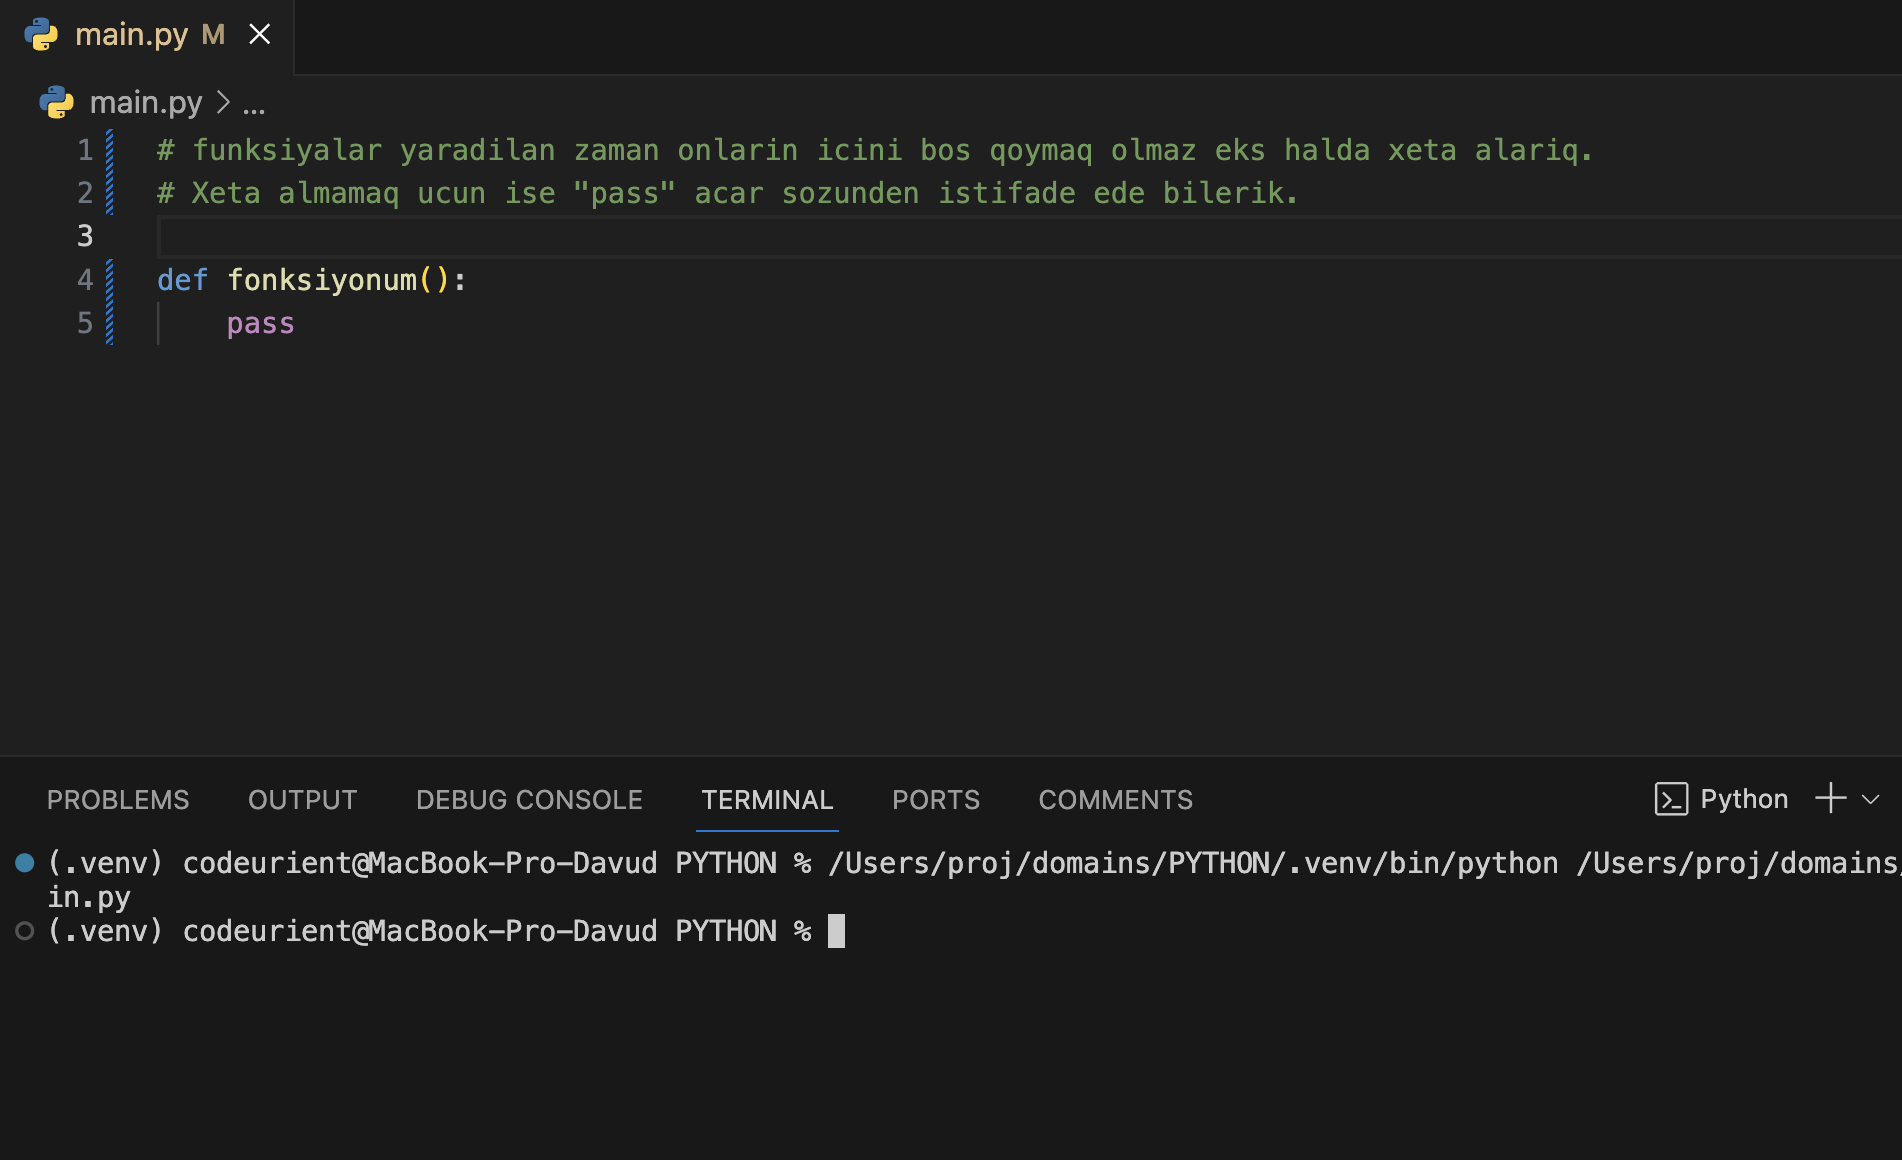 main.py M
main.py > ...
1 # funksiyalar yaradilan zaman onlarin icini bos qoymaq olmaz eks halda xeta alariq.
2 # Xeta almamaq ucun ise "pass" acar sozunden istifade ede bilerik.
3
4 def fonksiyonum():
5 pass
PROBLEMS OUTPUT DEBUG CONSOLE TERMINAL PORTS COMMENTS Python
(.venv) codeurient@MacBook-Pro-Davud PYTHON % /Users/proj/domains/PYTHON/.venv/bin/python /Users/proj/domains/
in.py
(.venv) codeurient@MacBook-Pro-Davud PYTHON %